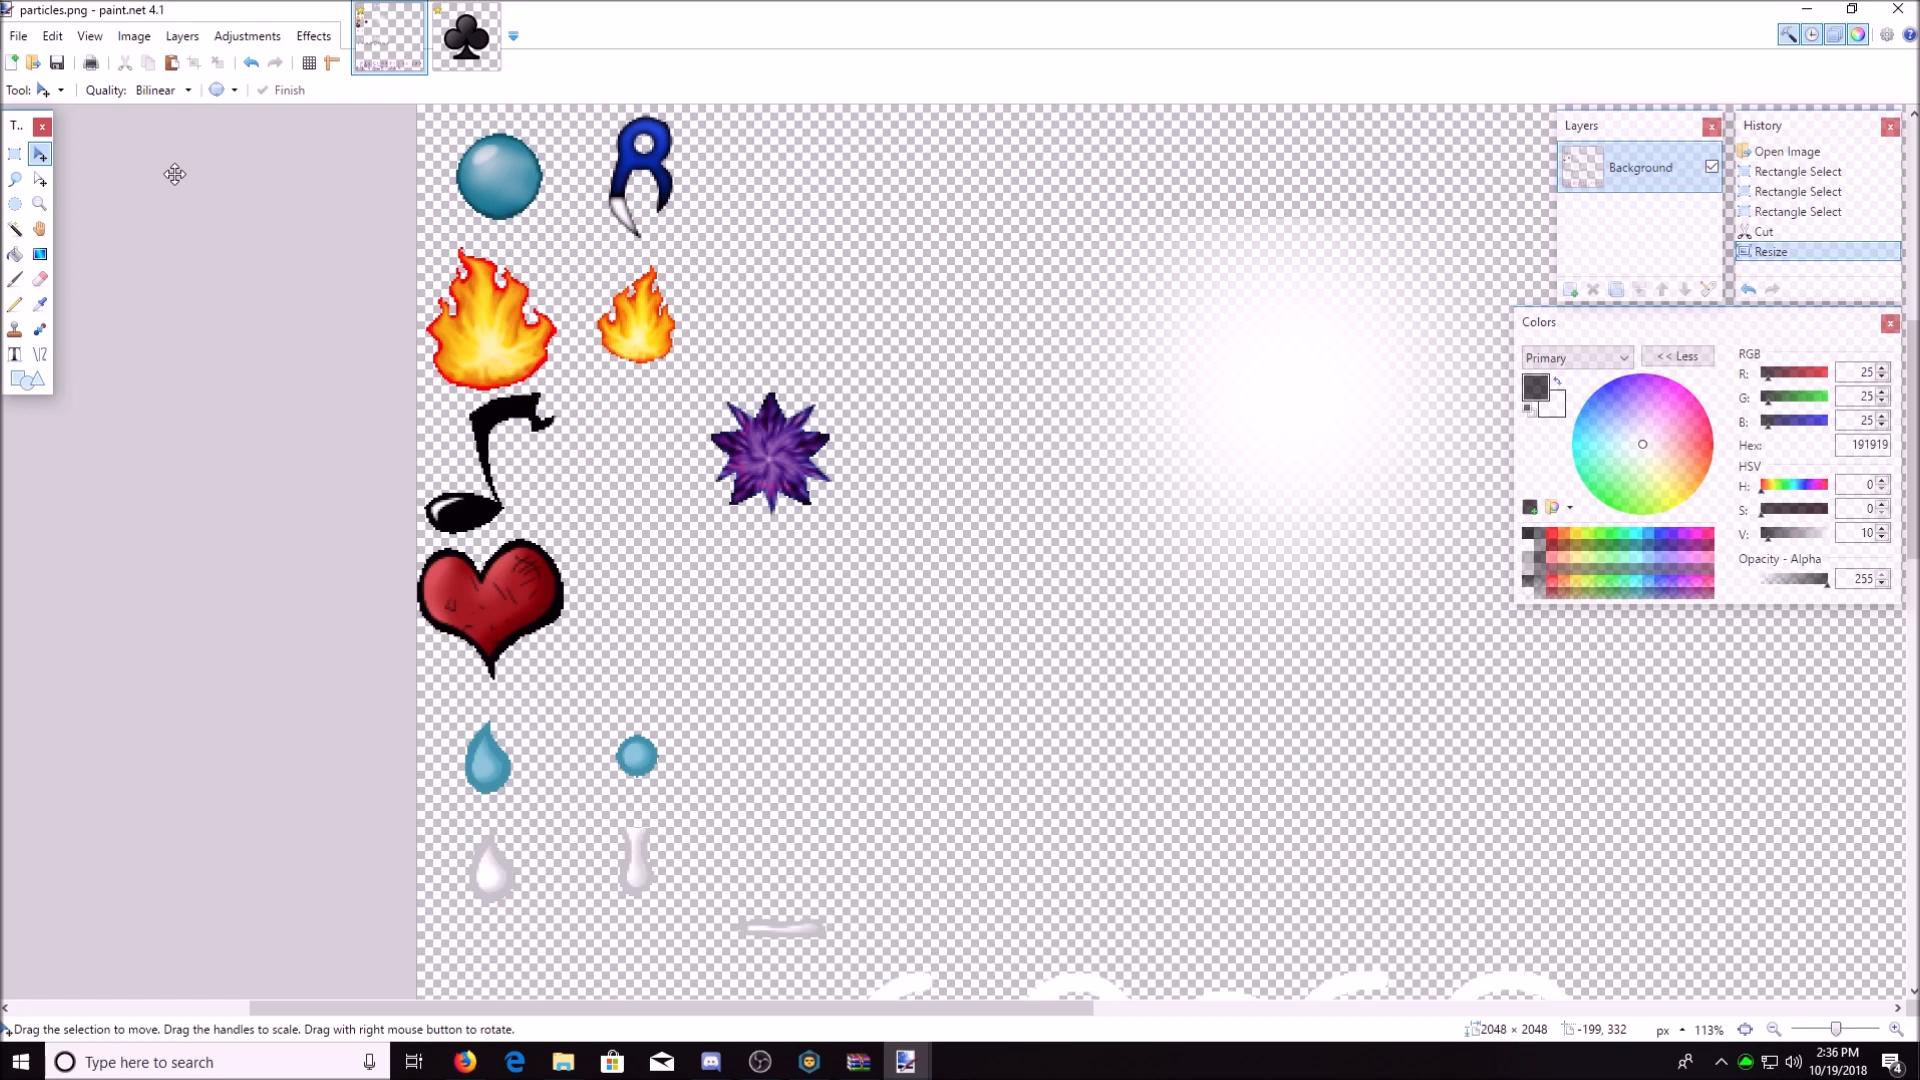 particles.png - paint.net 4.1
File Edit View Image Layers Adjustments Effects
Tool: Quality: Bilinear Finish
T..
Layers
Background
History
Open Image
Rectangle Select
Rectangle Select
Rectangle Select
Cut
Resize
Colors
Primary
<< Less
RGB
R: 25
G: 25
B: 25
Hex: 191919
HSV
H: 0
S: 0
V: 10
Opacity - Alpha
255
Drag the selection to move. Drag the handles to scale. Drag with right mouse button to rotate.
2048 × 2048 -199, 332 px 113%
Type here to search
2:36 PM
10/19/2018
4